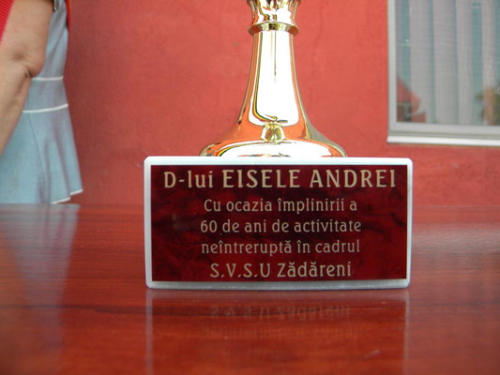 D-lui EISELE ANDREI
Cu ocazia împlinirii a
60 de ani de activitate
neîntreruptă în cadrul
S.V.S.U Zădăreni